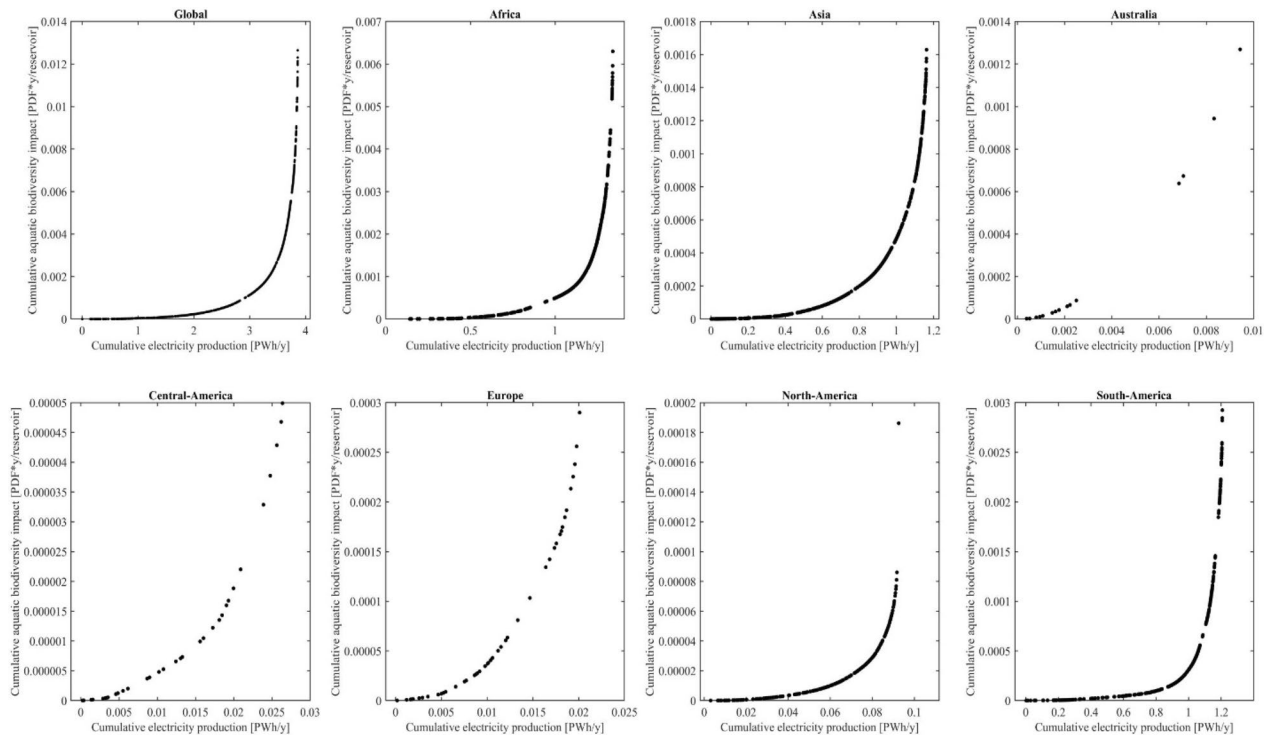 Global
Cumulative aquatic biodiversity impact [PDF*y/reservoir]
0.014
0.012
0.01
0.008
0.006
0.004
0.002
0
0 1 2 3 4
Cumulative electricity production [PWh/y]
Africa
Cumulative aquatic biodiversity impact [PDF*y/reservoir]
0.007
0.006
0.005
0.004
0.003
0.002
0.001
0
0 0.5 1
Cumulative electricity production [PWh/y]
Asia
Cumulative aquatic biodiversity impact [PDF*y/reservoir]
0.0018
0.0016
0.0014
0.0012
0.001
0.0008
0.0006
0.0004
0.0002
0
0 0.2 0.4 0.6 0.8 1 1.2
Cumulative electricity production [PWh/y]
Australia
Cumulative aquatic biodiversity impact [PDF*y/reservoir]
0.0014
0.0012
0.001
0.0008
0.0006
0.0004
0.0002
0
0 0.002 0.004 0.006 0.008 0.01
Cumulative electricity production [PWh/y]
Central-America
Cumulative aquatic biodiversity impact [PDF*y/reservoir]
0.00005
0.000045
0.00004
0.000035
0.00003
0.000025
0.00002
0.000015
0.00001
0.000005
0
0 0.005 0.01 0.015 0.02 0.025 0.03
Cumulative electricity production [PWh/y]
Europe
Cumulative aquatic biodiversity impact [PDF*y/reservoir]
0.0003
0.00025
0.0002
0.00015
0.0001
0.00005
0
0 0.005 0.01 0.015 0.02 0.025
Cumulative electricity production [PWh/y]
North-America
Cumulative aquatic biodiversity impact [PDF*y/reservoir]
0.0002
0.00018
0.00016
0.00014
0.00012
0.0001
0.00008
0.00006
0.00004
0.00002
0
0 0.02 0.04 0.06 0.08 0.1
Cumulative electricity production [PWh/y]
South-America
Cumulative aquatic biodiversity impact [PDF*y/reservoir]
0.003
0.0025
0.002
0.0015
0.001
0.0005
0
0 0.2 0.4 0.6 0.8 1 1.2
Cumulative electricity production [PWh/y]